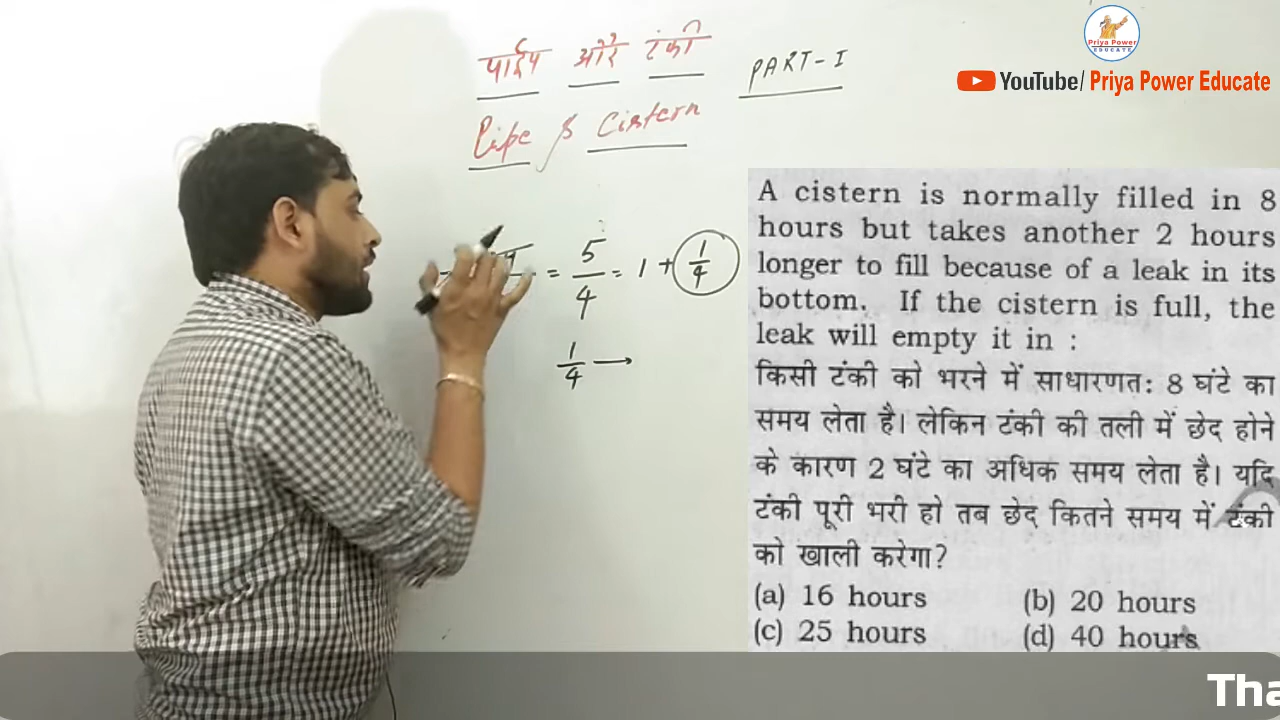 पाईप और टंकी PART-I
Pipe & Cistern
= 5/4 = 1 + 1/4
1/4 →
Priya Power
EDUCATE
YouTube/ Priya Power Educate
A cistern is normally filled in 8
hours but takes another 2 hours
longer to fill because of a leak in its
bottom. If the cistern is full, the
leak will empty it in :
किसी टंकी को भरने में साधारणतः 8 घंटे का
समय लेता है। लेकिन टंकी की तली में छेद होने
के कारण 2 घंटे का अधिक समय लेता है। यदि
टंकी पूरी भरी हो तब छेद कितने समय में टंकी
को खाली करेगा?
(a) 16 hours (b) 20 hours
(c) 25 hours (d) 40 hours
Tha